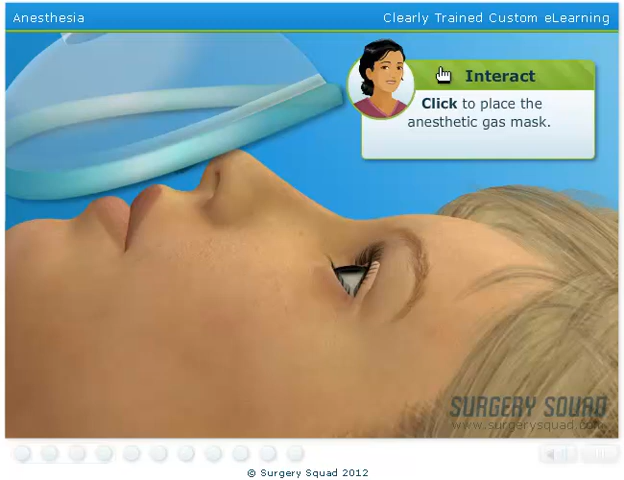 Anesthesia
Clearly Trained Custom eLearning
Interact
Click to place the
anesthetic gas mask.
SURGERY SQUAD
www.surgerysquad.com
© Surgery Squad 2012